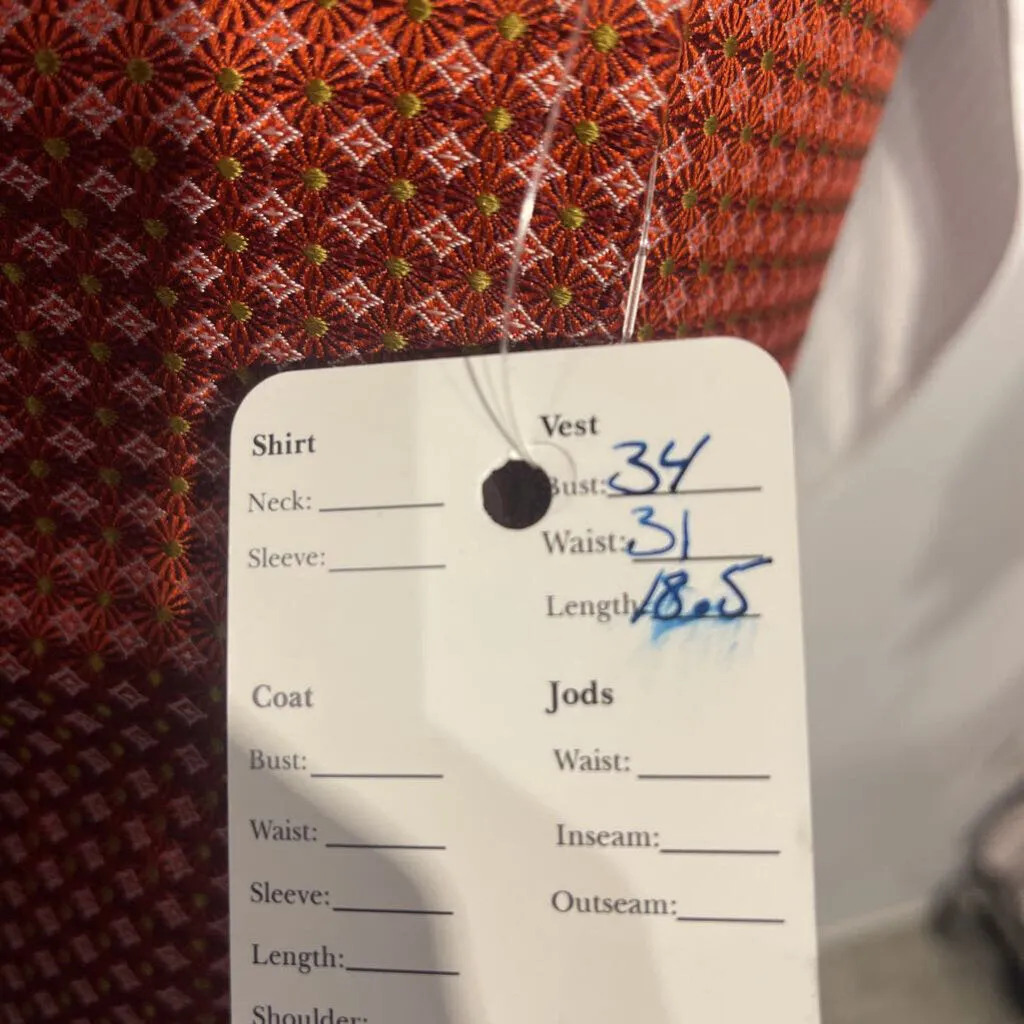 Shirt
Neck:
Sleeve:
Vest
Bust: 34
Waist: 31
Length 18.5
Coat
Bust:
Waist:
Sleeve:
Length:
Shoulder:
Jods
Waist:
Inseam:
Outseam: